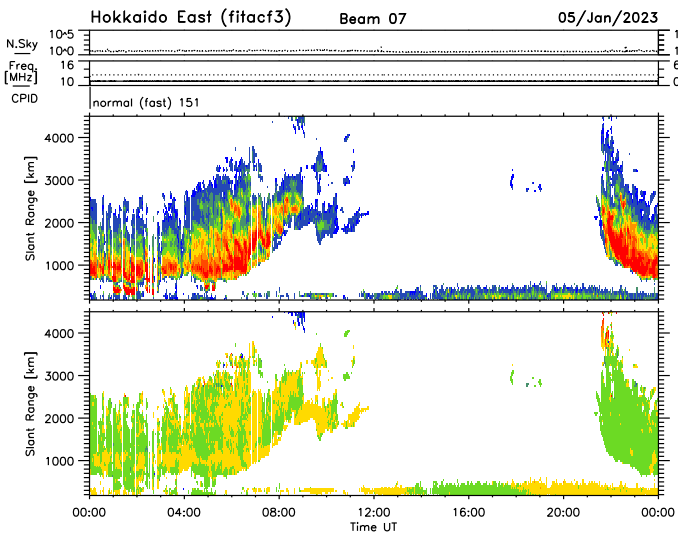 Hokkaido East (fitacf3) Beam 07 05/Jan/2023
N.Sky 10^5 10^0 1 1
Freq. [MHz] 16 10 6 0
CPID normal (fast) 151
Slant Range [km] 4000 3000 2000 1000
Slant Range [km] 4000 3000 2000 1000
00:00 04:00 08:00 12:00 16:00 20:00 00:00
Time UT